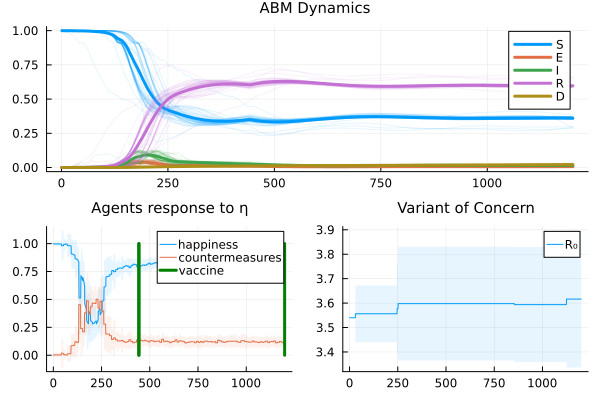 ABM Dynamics
1.00
0.75
0.50
0.25
0.00
0
250
500
750
1000
S
E
I
R
D
Agents response to η
1.00
0.75
0.50
0.25
0.00
0
250
500
750
1000
happiness
countermeasures
vaccine
Variant of Concern
3.9
3.8
3.7
3.6
3.5
3.4
0
250
500
750
1000
R₀